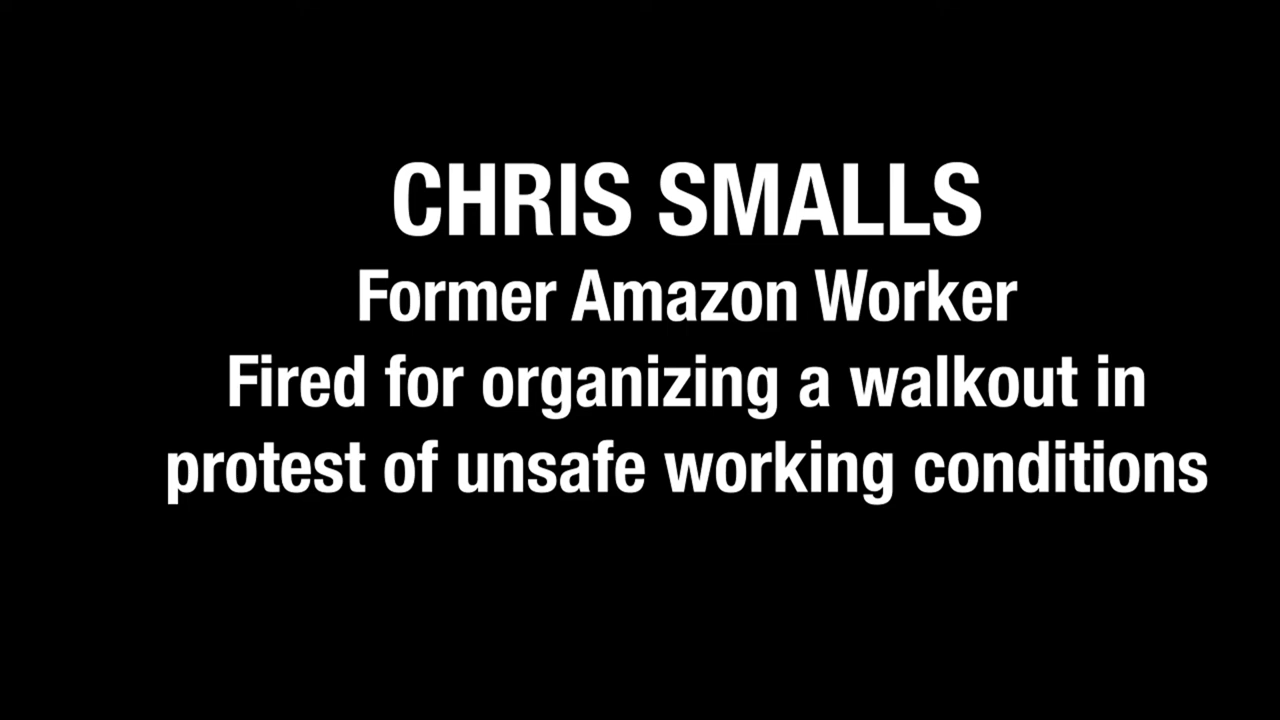 CHRIS SMALLS
Former Amazon Worker
Fired for organizing a walkout in
protest of unsafe working conditions